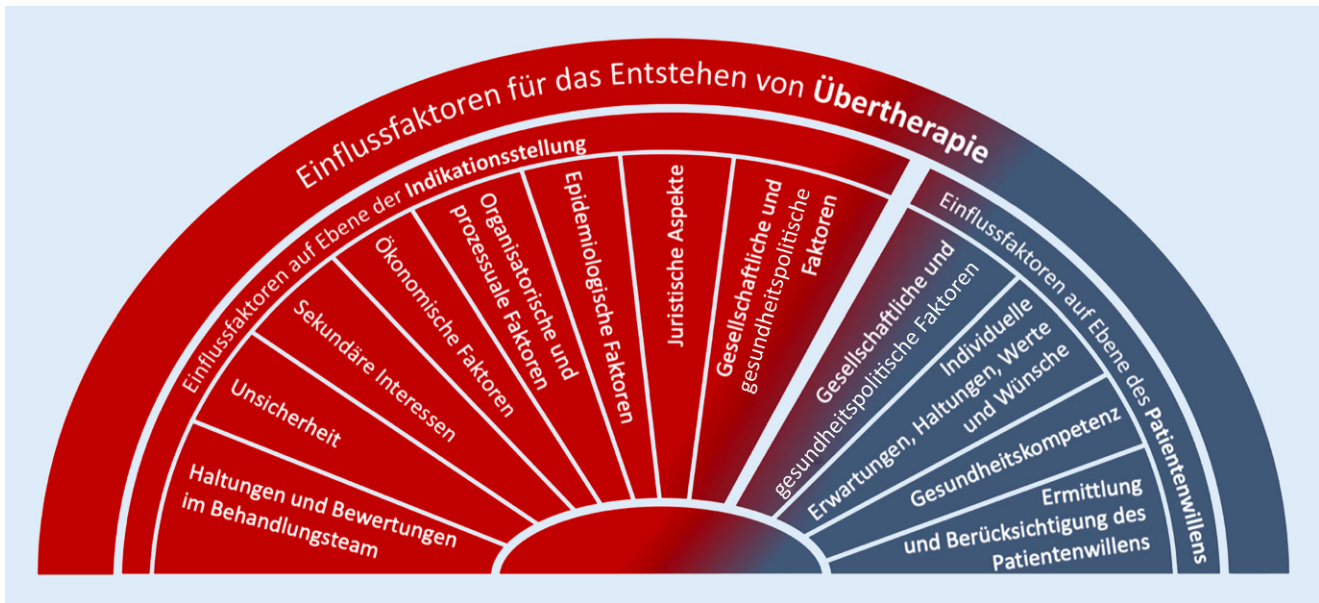 Einflussfaktoren für das Entstehen von Übertherapie
Einflussfaktoren auf Ebene der Indikationsstellung
Haltungen und Bewertungen
im Behandlungsteam
Unsicherheit
Sekundäre Interessen
Ökonomische Faktoren
Organisatorische und
prozessuale Faktoren
Epidemiologische Faktoren
Juristische Aspekte
Gesellschaftliche und
gesundheitspolitische
Faktoren
Einflussfaktoren auf Ebene des Patientenwillens
Gesellschaftliche und
gesundheitspolitische Faktoren
Individuelle
Erwartungen, Haltungen, Werte
und Wünsche
Gesundheitskompetenz
Ermittlung
und Berücksichtigung des
Patientenwillens